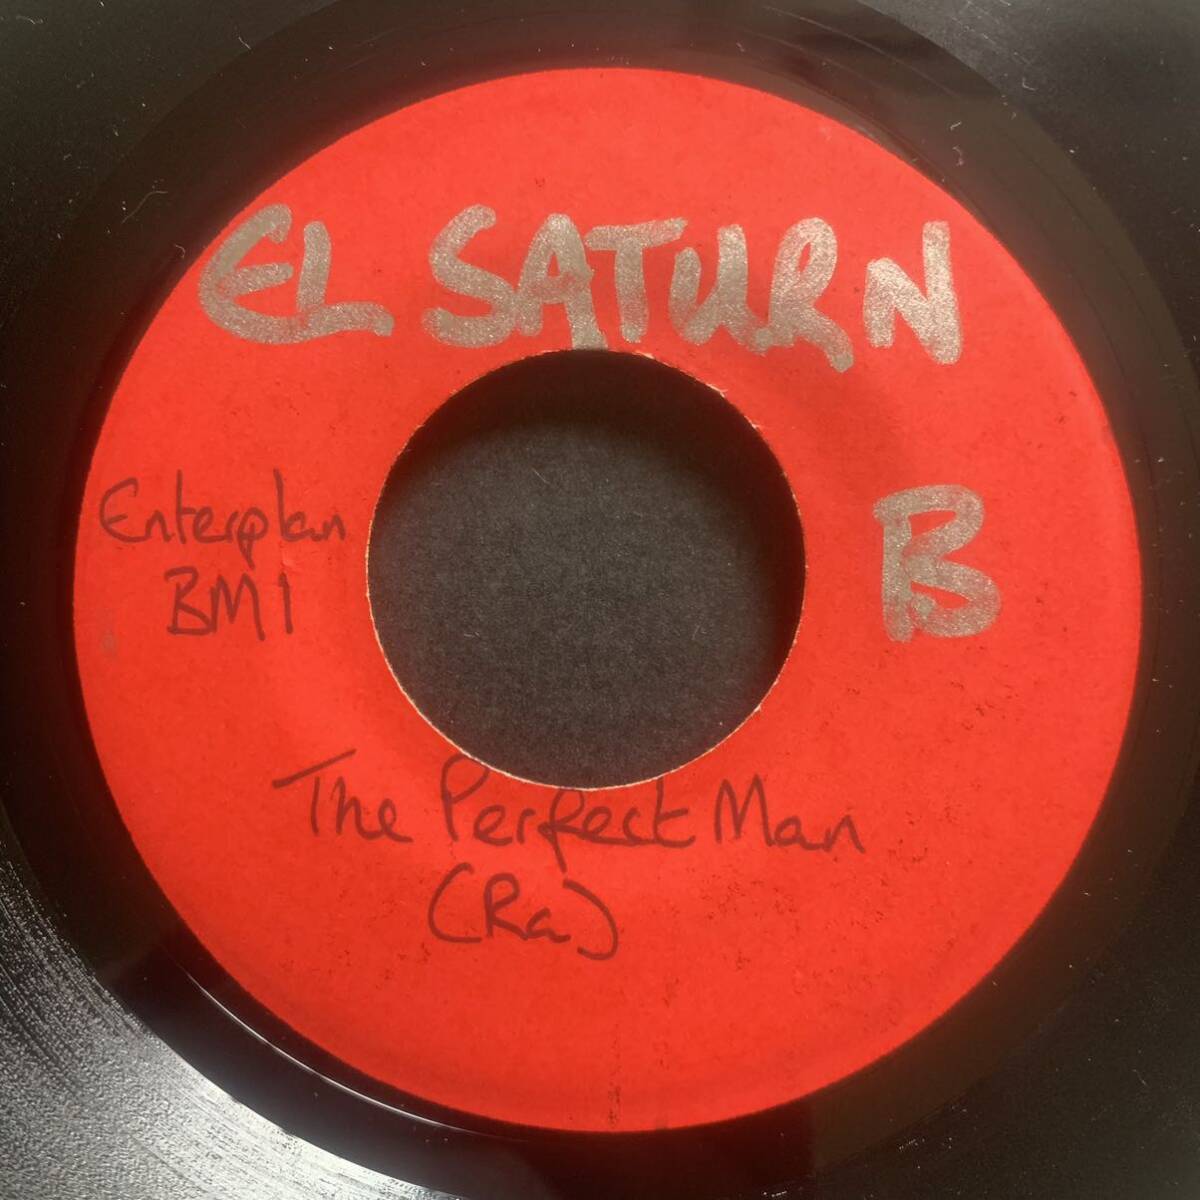 EL SATURN
Enterplan
BMI
B
The Perfect Man
(Ra)